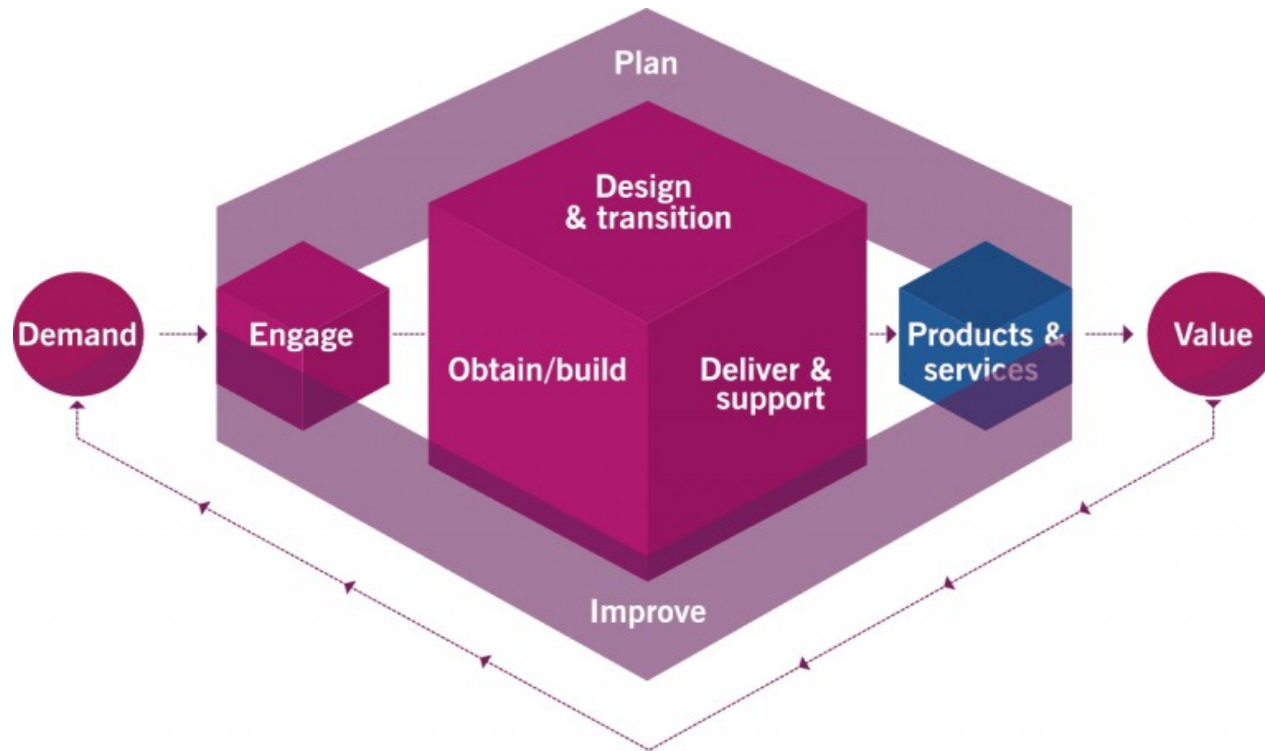 Plan
Design
& transition
Demand
Engage
Obtain/build
Deliver &
support
Products &
services
Value
Improve